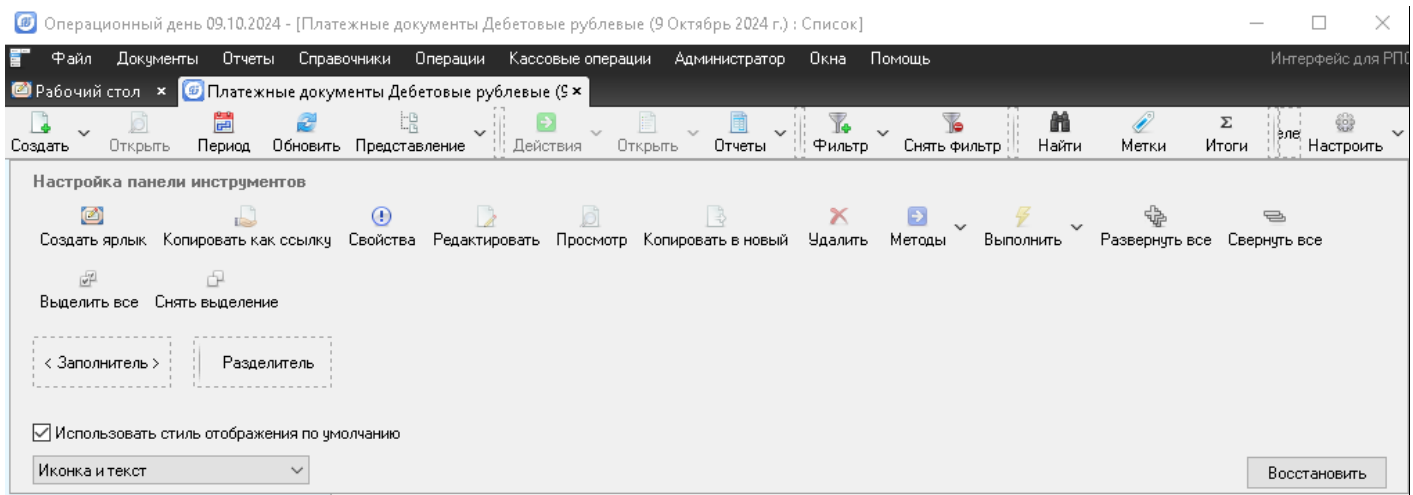 Операционный день 09.10.2024 - [Платежные документы Дебетовые рублевые (9 Октябрь 2024 г.) : Список]
Файл Документы Отчеты Справочники Операции Кассовые операции Администратор Окна Помощь Интерфейс для РПО
Рабочий стол × Платежные документы Дебетовые рублевые (9 ×
Создать Открыть Период Обновить Представление Действия Открыть Отчеты Фильтр Снять фильтр Найти Метки Итоги еле Настроить
Настройка панели инструментов
Создать ярлык Копировать как ссылку Свойства Редактировать Просмотр Копировать в новый Удалить Методы Выполнить Развернуть все Свернуть все
Выделить все Снять выделение
< Заполнитель > Разделитель
Использовать стиль отображения по умолчанию
Иконка и текст Восстановить